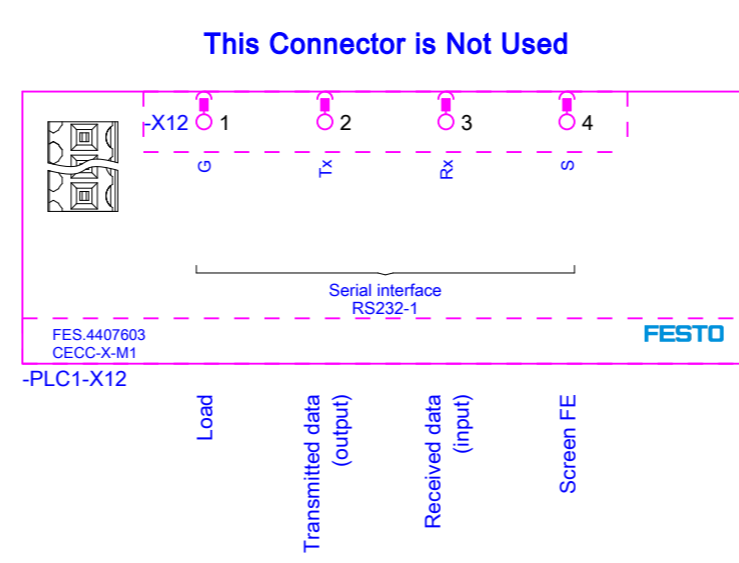 This Connector is Not Used
-X12 1 2 3 4
G Tx Rx S
Serial interface
RS232-1
FES.4407603
CECC-X-M1
FESTO
-PLC1-X12
Load
Transmitted data
(output)
Received data
(input)
Screen FE